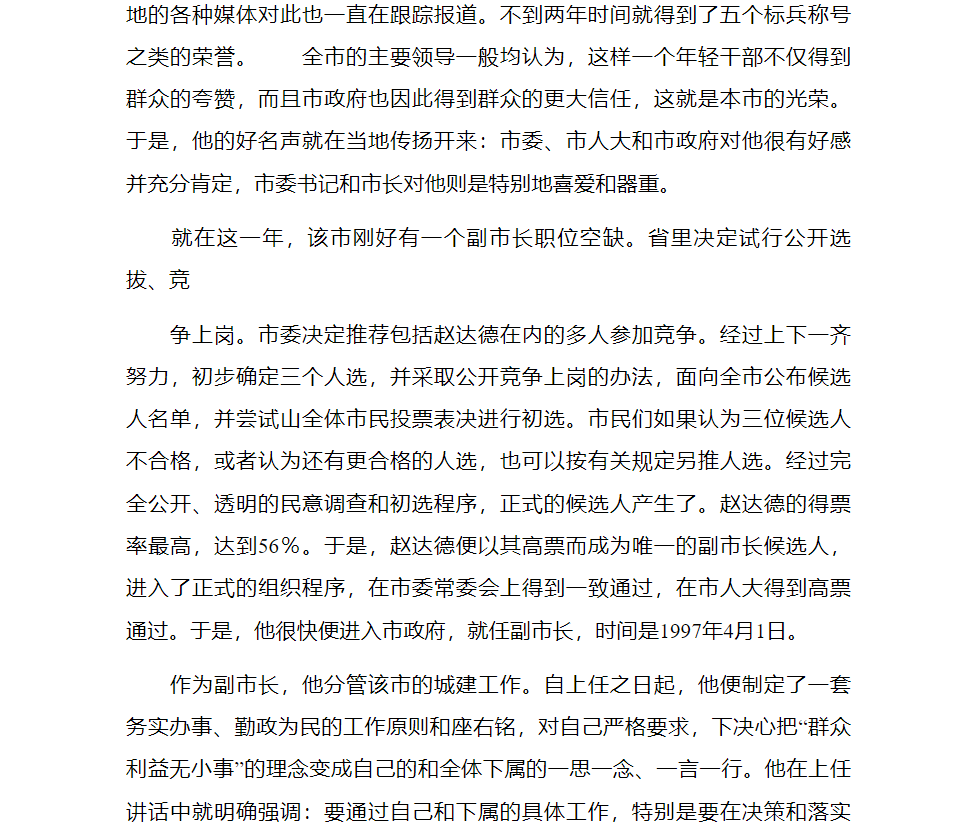 地的各种媒体对此也一直在跟踪报道。不到两年时间就得到了五个标兵称号
之类的荣誉。　　全市的主要领导一般均认为，这样一个年轻干部不仅得到
群众的夸赞，而且市政府也因此得到群众的更大信任，这就是本市的光荣。
于是，他的好名声就在当地传扬开来：市委、市人大和市政府对他很有好感
并充分肯定，市委书记和市长对他则是特别地喜爱和器重。
就在这一年，该市刚好有一个副市长职位空缺。省里决定试行公开选
拔、竞
争上岗。市委决定推荐包括赵达德在内的多人参加竞争。经过上下一齐
努力，初步确定三个人选，并采取公开竞争上岗的办法，面向全市公布候选
人名单，并尝试山全体市民投票表决进行初选。市民们如果认为三位候选人
不合格，或者认为还有更合格的人选，也可以按有关规定另推人选。经过完
全公开、透明的民意调查和初选程序，正式的候选人产生了。赵达德的得票
率最高，达到56％。于是，赵达德便以其高票而成为唯一的副市长候选人，
进入了正式的组织程序，在市委常委会上得到一致通过，在市人大得到高票
通过。于是，他很快便进入市政府，就任副市长，时间是1997年4月1日。
作为副市长，他分管该市的城建工作。自上任之日起，他便制定了一套
务实办事、勤政为民的工作原则和座右铭，对自己严格要求，下决心把“群众
利益无小事”的理念变成自己的和全体下属的一思一念、一言一行。他在上任
讲话中就明确强调：要通过自己和下属的具体工作，特别是要在决策和落实